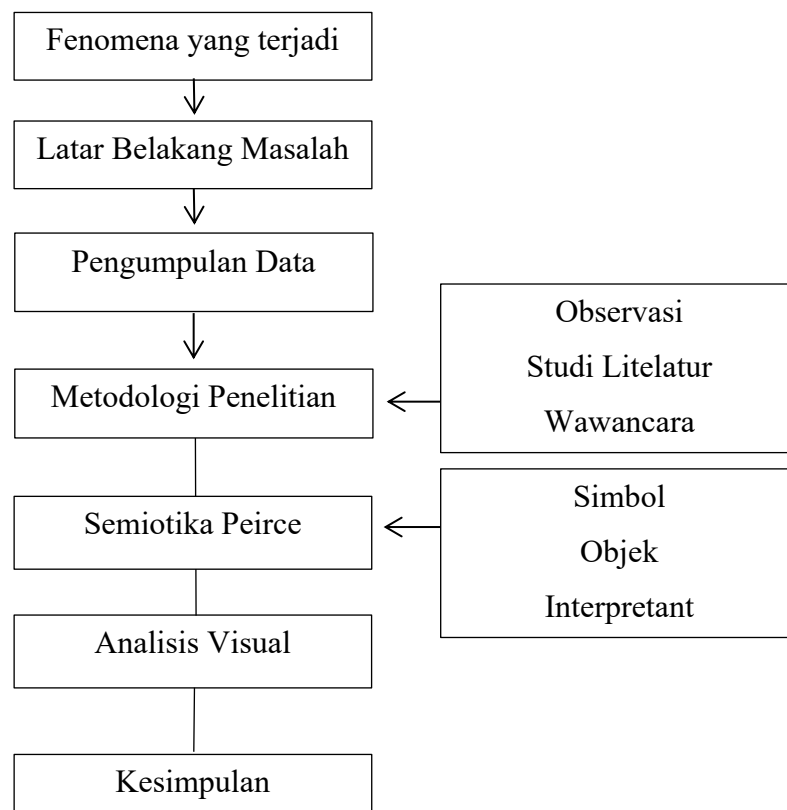 Fenomena yang terjadi
Latar Belakang Masalah
Pengumpulan Data
Metodologi Penelitian
Observasi
Studi Litelatur
Wawancara
Semiotika Peirce
Simbol
Objek
Interpretant
Analisis Visual
Kesimpulan